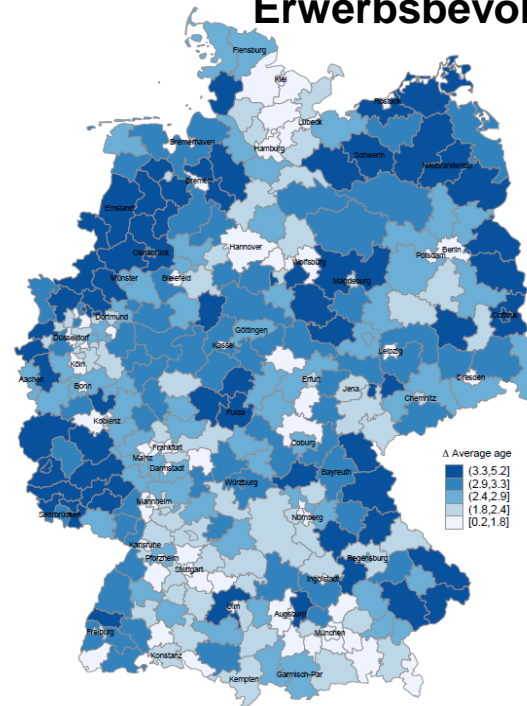 Erwerbsbevöl
Flensburg
Kiel
Rostock
Lübeck
Hamburg
Bremerhaven
Schwerin
Neubrandenbu
Bremen
Emsland
Hannover
Wolfsburg
Berlin
Potsdam
Osnabrück
Magdeburg
Münster
Bielefeld
Cottbus
Dortmund
Göttingen
Düsseldorf
Kassel
Leipzig
Köln
Erfurt
Dresden
Aachen
Bonn
Jena
Chemnitz
Fulda
Koblenz
Coburg
Frankfurt
Mainz
Δ Average age
Darmstadt
Bayreuth
(3.3,5.2]
Würzburg
(2.9,3.3]
(2.4,2.9]
Mannheim
(1.8,2.4]
Saarbrücken
Nürnberg
[0.2,1.8]
Karlsruhe
Pforzheim
Regensburg
Stuttgart
Ingolstadt
Ulm
Augsburg
Freiburg
München
Konstanz
Kempten
Garmisch-Par